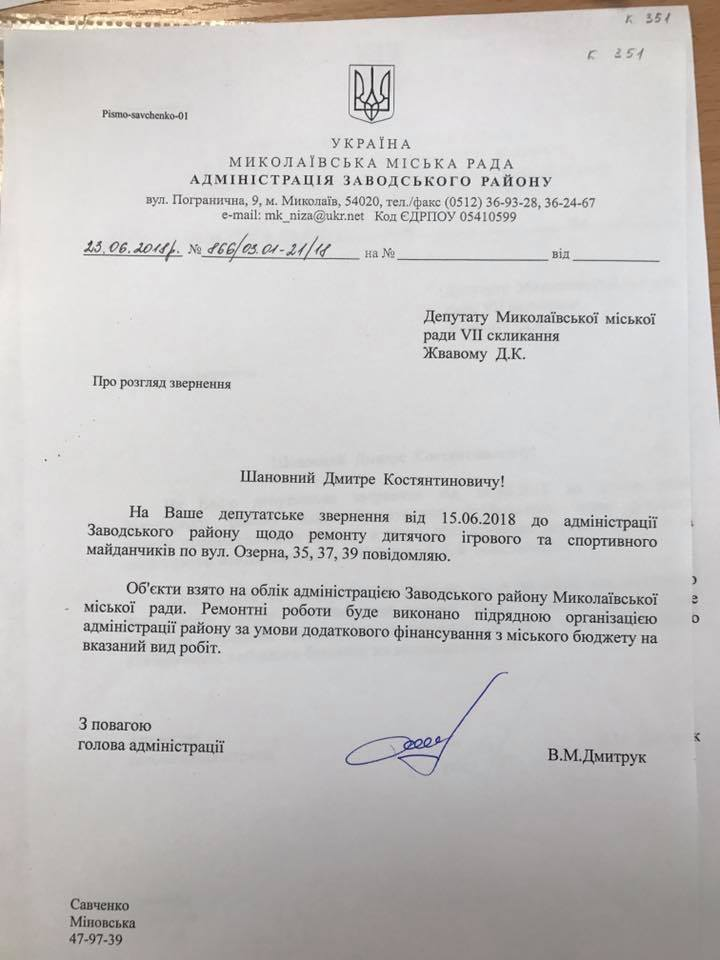 к 351
к 351
Pismo-savchenko-01
УКРАЇНА
МИКОЛАЇВСЬКА МІСЬКА РАДА
АДМІНІСТРАЦІЯ ЗАВОДСЬКОГО РАЙОНУ
вул. Погранична, 9, м. Миколаїв, 54020, тел./факс (0512) 36-93-28, 36-24-67
e-mail: mk_niza@ukr.net Код ЄДРПОУ 05410599
23.06.2018р. № 866/03.01-21/18 на № від
Депутату Миколаївської міської
ради VII скликання
Жвавому Д.К.
Про розгляд звернення
Шановний Дмитре Костянтиновичу!
На Ваше депутатське звернення від 15.06.2018 до адміністрації
Заводського району щодо ремонту дитячого ігрового та спортивного
майданчиків по вул. Озерна, 35, 37, 39 повідомляю.
Об'єкти взято на облік адміністрацією Заводського району Миколаївської
міської ради. Ремонтні роботи буде виконано підрядною організацією
адміністрації району за умови додаткового фінансування з міського бюджету на
вказаний вид робіт.
З повагою
голова адміністрації
В.М.Дмитрук
Савченко
Міновська
47-97-39